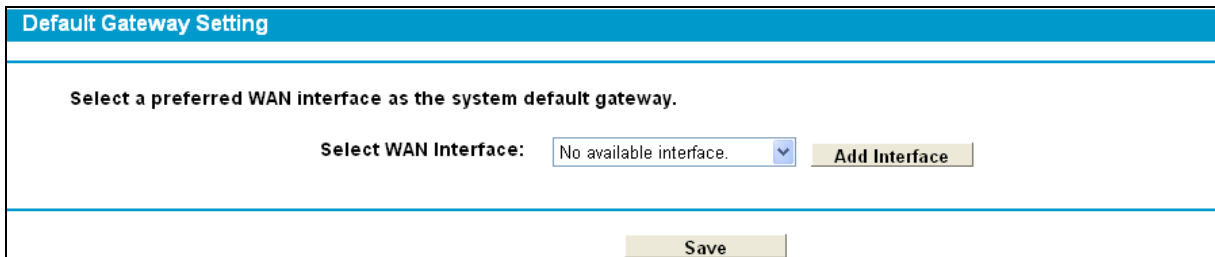 Default Gateway Setting
Select a preferred WAN interface as the system default gateway.
Select WAN Interface: No available interface. Add Interface
Save